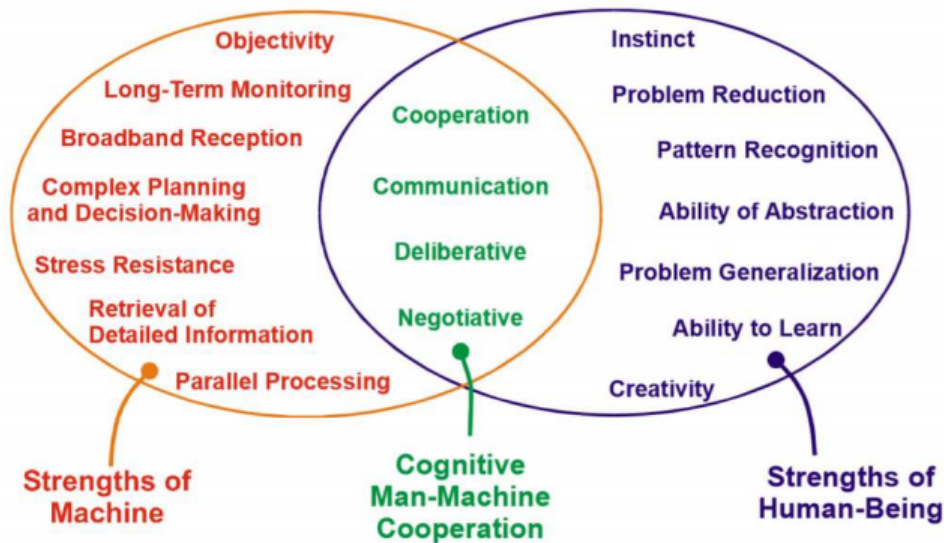 Objectivity
Long-Term Monitoring
Broadband Reception
Complex Planning
and Decision-Making
Stress Resistance
Retrieval of
Detailed Information
Parallel Processing
Strengths of
Machine
Cooperation
Communication
Deliberative
Negotiative
Cognitive
Man-Machine
Cooperation
Instinct
Problem Reduction
Pattern Recognition
Ability of Abstraction
Problem Generalization
Ability to Learn
Creativity
Strengths of
Human-Being